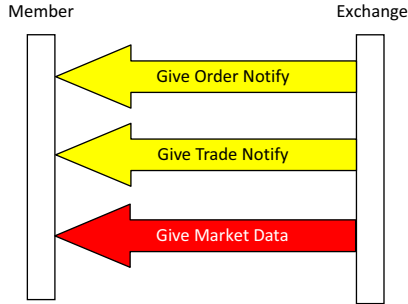 Member
Exchange
Give Order Notify
Give Trade Notify
Give Market Data